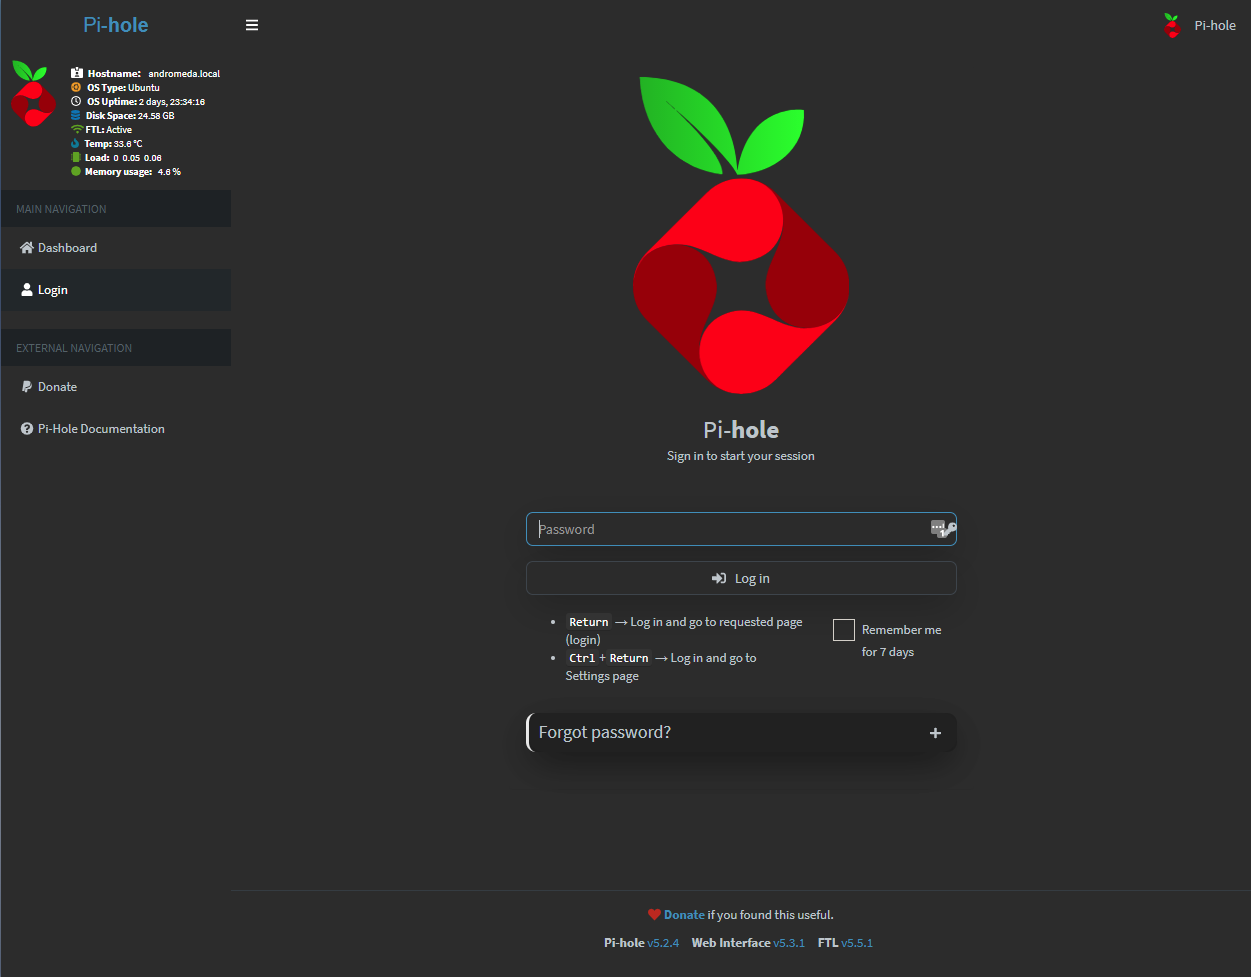 Pi-hole
Pi-hole
Hostname: andromeda.local
OS Type: Ubuntu
OS Uptime: 2 days, 23:34:16
Disk Space: 24.58 GB
FTL: Active
Temp: 33.6 °C
Load: 0 0.05 0.06
Memory usage: 4.6 %
MAIN NAVIGATION
Dashboard
Login
EXTERNAL NAVIGATION
Donate
Pi-Hole Documentation
Pi-hole
Sign in to start your session
Password
1
Log in
Return → Log in and go to requested page
(login)
Ctrl + Return → Log in and go to
Settings page
Remember me
for 7 days
Forgot password?
Donate if you found this useful.
Pi-hole v5.2.4 Web Interface v5.3.1 FTL v5.5.1